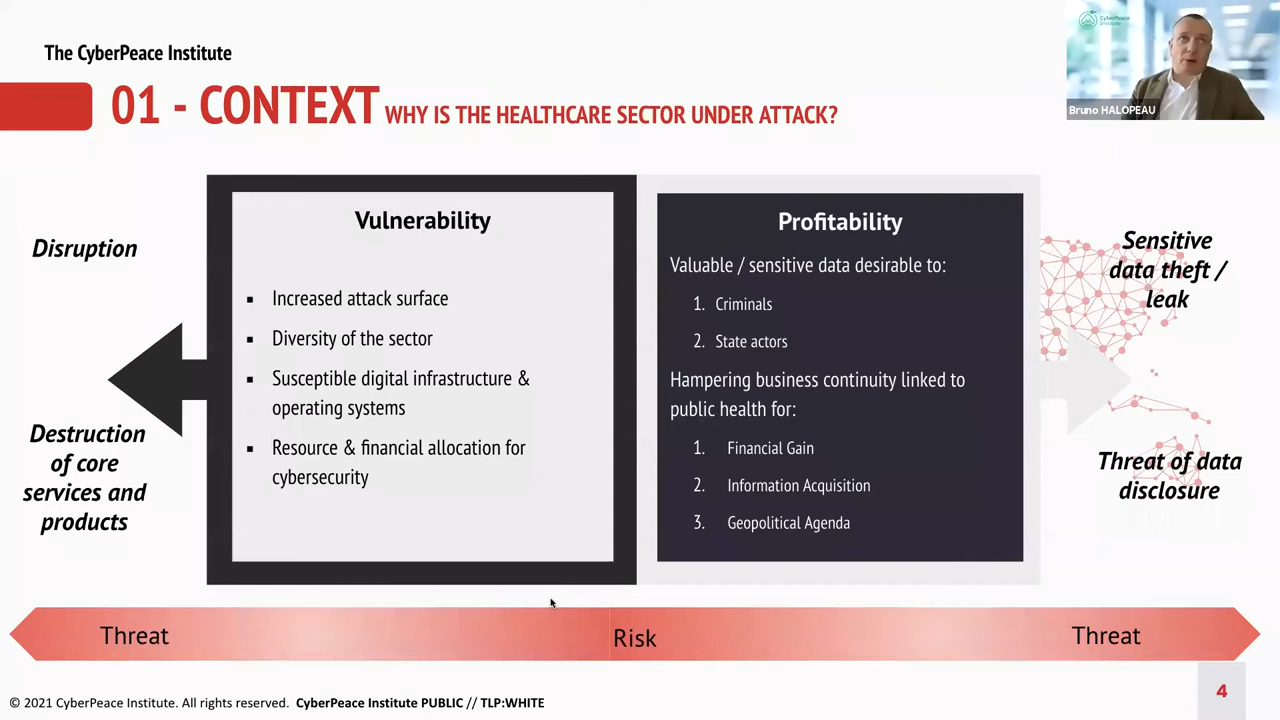 The CyberPeace Institute
01 - CONTEXT WHY IS THE HEALTHCARE SECTOR UNDER ATTACK?
CyberPeace
Institute
Bruno HALOPEAU
Disruption
Destruction
of core
services and
products
Vulnerability
▪ Increased attack surface
▪ Diversity of the sector
▪ Susceptible digital infrastructure &
operating systems
▪ Resource & financial allocation for
cybersecurity
Profitability
Valuable / sensitive data desirable to:
1. Criminals
2. State actors
Hampering business continuity linked to
public health for:
1. Financial Gain
2. Information Acquisition
3. Geopolitical Agenda
Sensitive
data theft /
leak
Threat of data
disclosure
Threat
Risk
Threat
© 2021 CyberPeace Institute. All rights reserved. CyberPeace Institute PUBLIC // TLP:WHITE
4